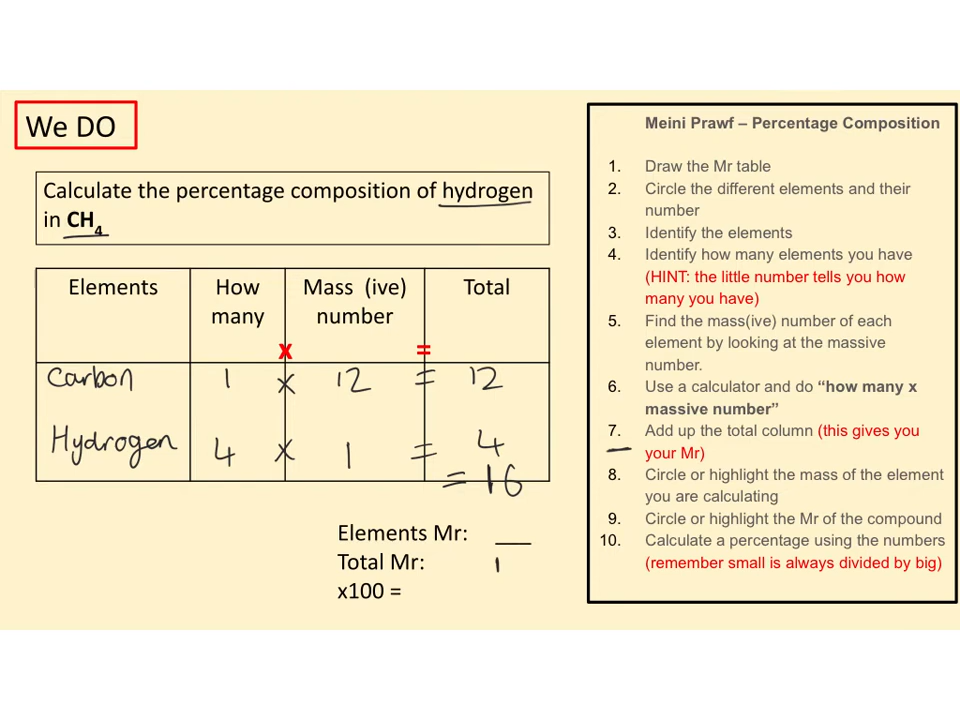 We DO
Calculate the percentage composition of hydrogen
in CH4
Elements How many Mass (ive) number Total
x =
Carbon 1 x 12 = 12
Hydrogen 4 x 1 = 4
= 16
Elements Mr: __
Total Mr: 1
x100 =
Meini Prawf – Percentage Composition
1. Draw the Mr table
2. Circle the different elements and their
number
3. Identify the elements
4. Identify how many elements you have
(HINT: the little number tells you how
many you have)
5. Find the mass(ive) number of each
element by looking at the massive
number.
6. Use a calculator and do “how many x
massive number”
7. Add up the total column (this gives you
your Mr)
8. Circle or highlight the mass of the element
you are calculating
9. Circle or highlight the Mr of the compound
10. Calculate a percentage using the numbers
(remember small is always divided by big)